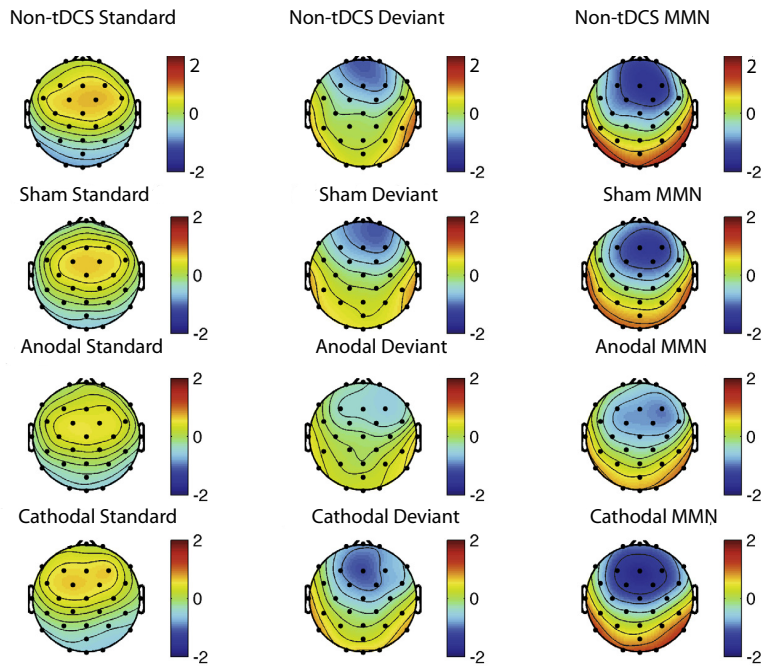 Non-tDCS Standard Non-tDCS Deviant Non-tDCS MMN
2 2 2
0 0 0
-2 -2 -2
Sham Standard Sham Deviant Sham MMN
2 2 2
0 0 0
-2 -2 -2
Anodal Standard Anodal Deviant Anodal MMN
2 2 2
0 0 0
-2 -2 -2
Cathodal Standard Cathodal Deviant Cathodal MMN
2 2 2
0 0 0
-2 -2 -2